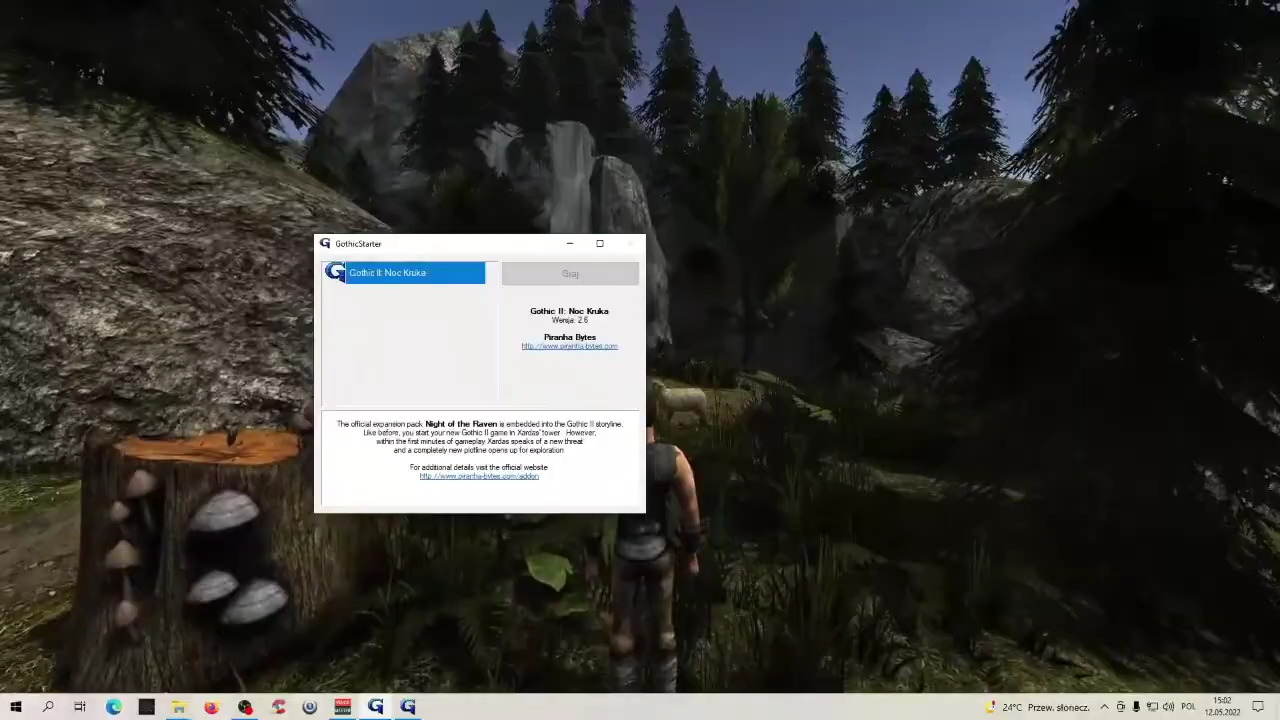 GothicStarter
Gothic II: Noc Kruka
Graj
Gothic II: Noc Kruka
Wersja: 2.6
Piranha Bytes
http://www.piranha-bytes.com
The official expansion pack Night of the Raven is embedded into the Gothic II storyline.
Like before, you start your new Gothic II game in Xardas' tower. However,
within the first minutes of gameplay Xardas speaks of a new threat
and a completely new plotline opens up for exploration
For additional details visit the official website
http://www.piranha-bytes.com/addon
24°C Przew. słonecz.
POL
15:02
12.05.2022